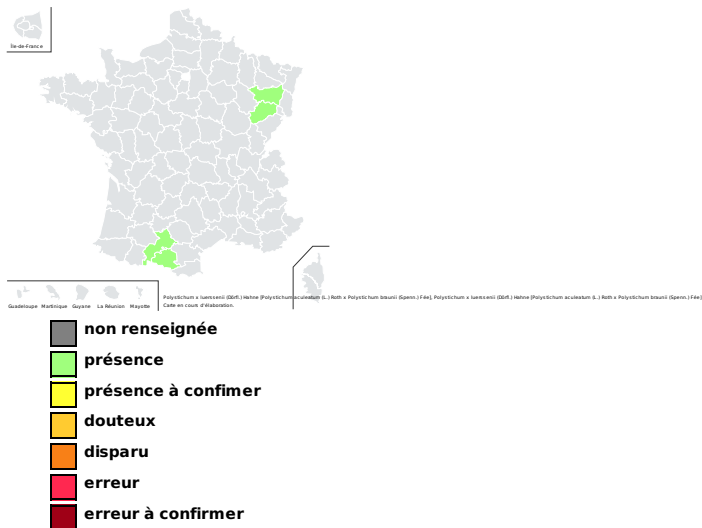 Île-de-France
Guadeloupe Martinique Guyane La Réunion Mayotte
Polystichum x luerssenii (Dörfl.) Hahne [Polystichum aculeatum (L.) Roth x Polystichum braunii (Spenn.) Fée], Polystichum x luerssenii (Dörfl.) Hahne [Polystichum aculeatum (L.) Roth x Polystichum braunii (Spenn.) Fée]
Carte en cours d'élaboration.
non renseignée
présence
présence à confimer
douteux
disparu
erreur
erreur à confirmer